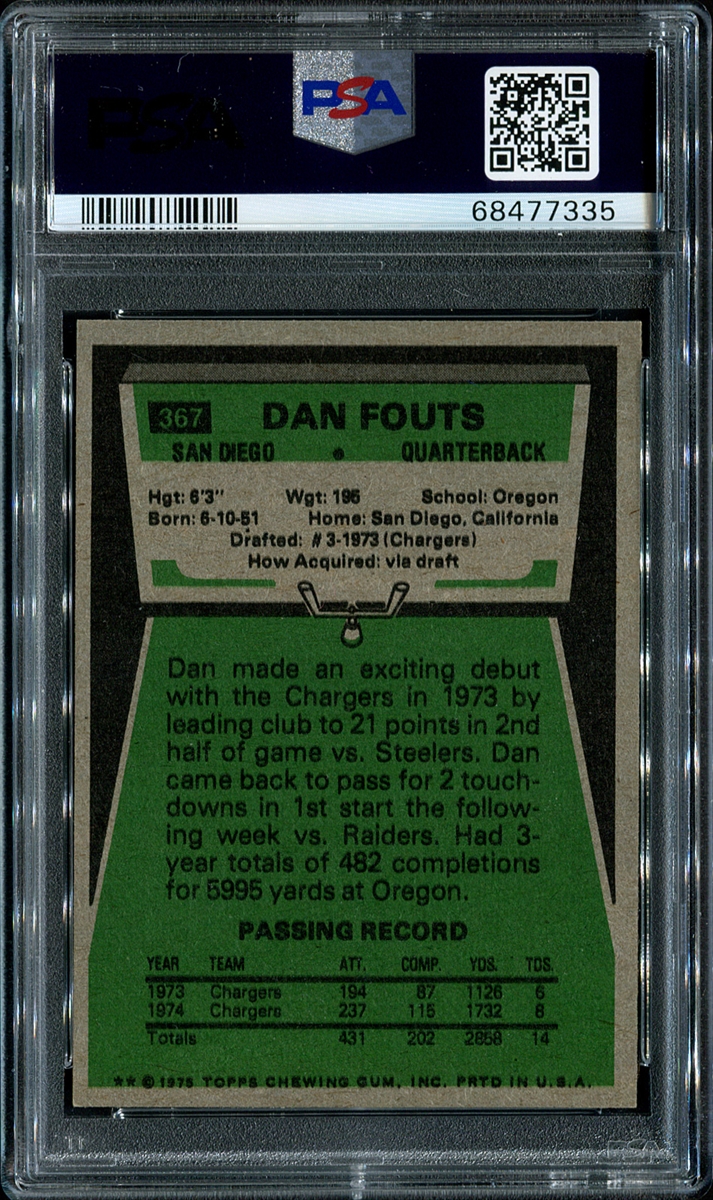 PSA
PSA
68477335
367 DAN FOUTS
SAN DIEGO • QUARTERBACK
Hgt: 6'3" Wgt: 195 School: Oregon
Born: 6-10-51 Home: San Diego, California
Drafted: #3-1973 (Chargers)
How Acquired: via draft
Dan made an exciting debut
with the Chargers in 1973 by
leading club to 21 points in 2nd
half of game vs. Steelers. Dan
came back to pass for 2 touch-
downs in 1st start the follow-
ing week vs. Raiders. Had 3-
year totals of 482 completions
for 5995 yards at Oregon.
PASSING RECORD
YEAR TEAM ATT. COMP. YDS. TDS.
1973 Chargers 194 87 1126 6
1974 Chargers 237 115 1732 8
Totals 431 202 2858 14
** © 1975 TOPPS CHEWING GUM, INC. PRTD IN U.S.A.
PSA